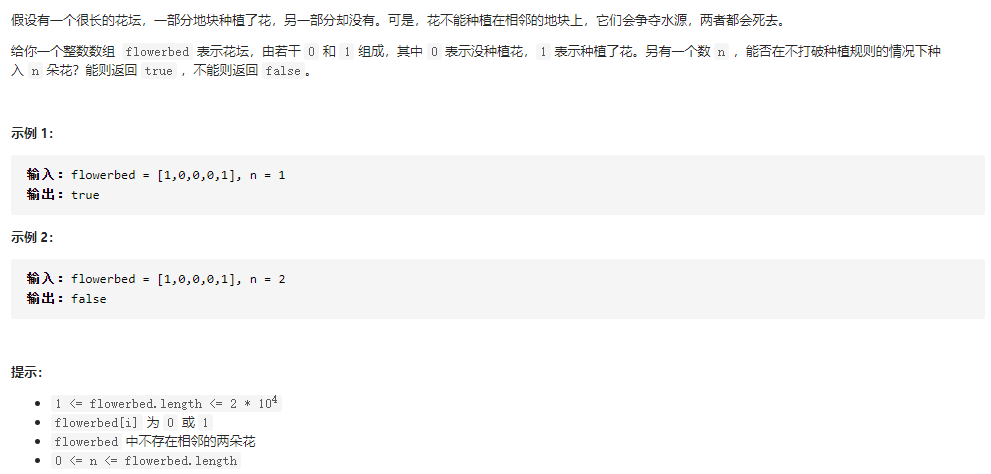 假设有一个很长的花坛，一部分地块种植了花，另一部分却没有。可是，花不能种植在相邻的地块上，它们会争夺水源，两者都会死去。
给你一个整数数组 flowerbed 表示花坛，由若干 0 和 1 组成，其中 0 表示没种植花，1 表示种植了花。另有一个数 n ，能否在不打破种植规则的情况下种
入 n 朵花？能则返回 true ，不能则返回 false 。
示例 1：
输入：flowerbed = [1,0,0,0,1], n = 1
输出：true
示例 2：
输入：flowerbed = [1,0,0,0,1], n = 2
输出：false
提示：
1 <= flowerbed.length <= 2 * 10⁴
flowerbed[i] 为 0 或 1
flowerbed 中不存在相邻的两朵花
0 <= n <= flowerbed.length